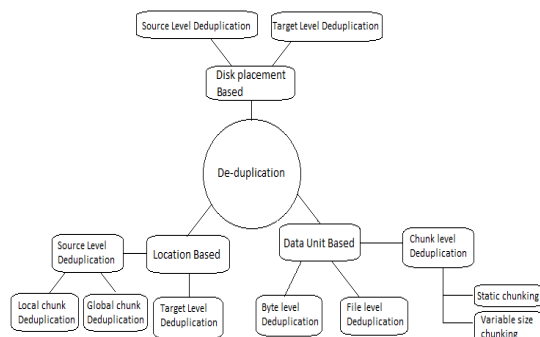 Source Level Deduplication
Target Level Deduplication
Disk placement
Based
De-duplication
Source Level
Deduplication
Location Based
Data Unit Based
Chunk level
Deduplication
Local chunk
Deduplication
Global chunk
Deduplication
Target Level
Deduplication
Byte level
Deduplication
File level
Deduplication
Static chunking
Variable size
chunking